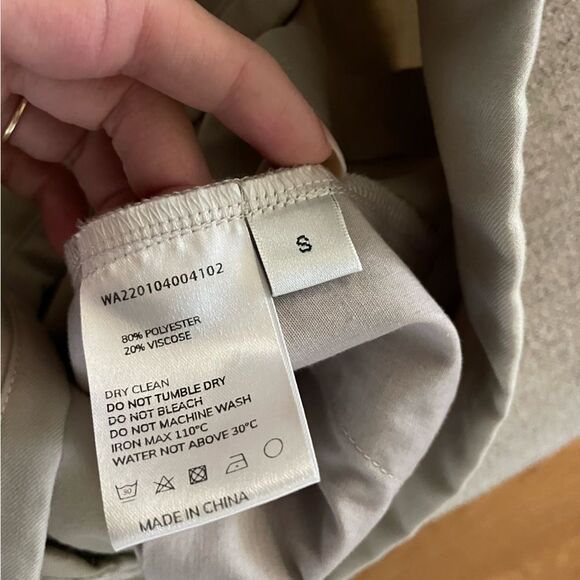 S
WA220104004102
80% POLYESTER
20% VISCOSE
DRY CLEAN
DO NOT TUMBLE DRY
DO NOT BLEACH
DO NOT MACHINE WASH
IRON MAX 110°C
WATER NOT ABOVE 30°C
30
MADE IN CHINA